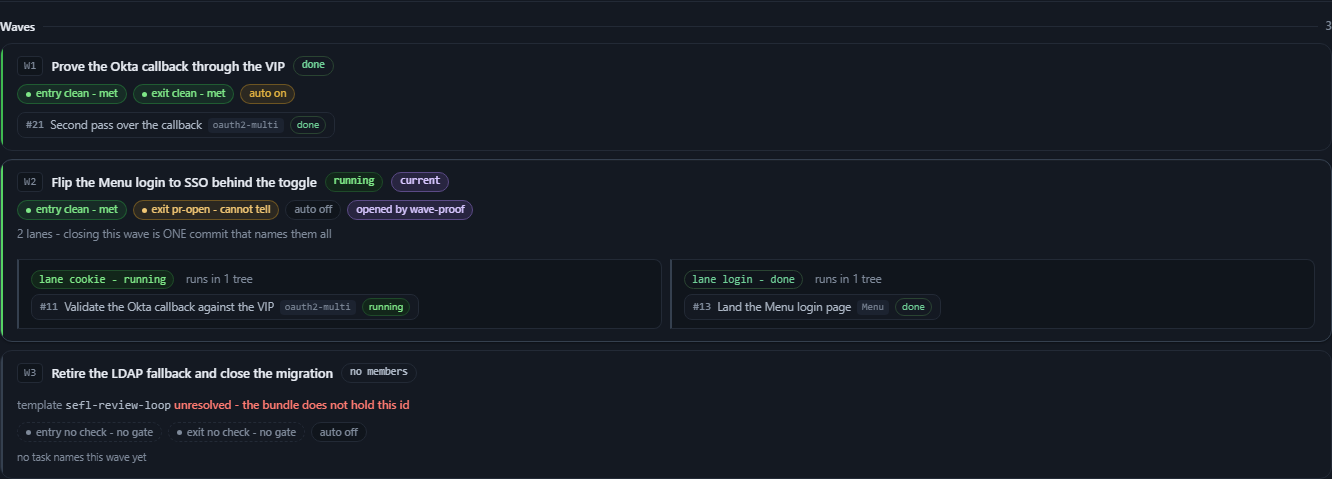 Waves 3
W1 Prove the Okta callback through the VIP done
entry clean - met exit clean - met auto on
#21 Second pass over the callback oauth2-multi done
W2 Flip the Menu login to SSO behind the toggle running current
entry clean - met exit pr-open - cannot tell auto off opened by wave-proof
2 lanes - closing this wave is ONE commit that names them all
lane cookie - running runs in 1 tree
#11 Validate the Okta callback against the VIP oauth2-multi running
lane login - done runs in 1 tree
#13 Land the Menu login page Menu done
W3 Retire the LDAP fallback and close the migration no members
template sefl-review-loop unresolved - the bundle does not hold this id
entry no check - no gate exit no check - no gate auto off
no task names this wave yet